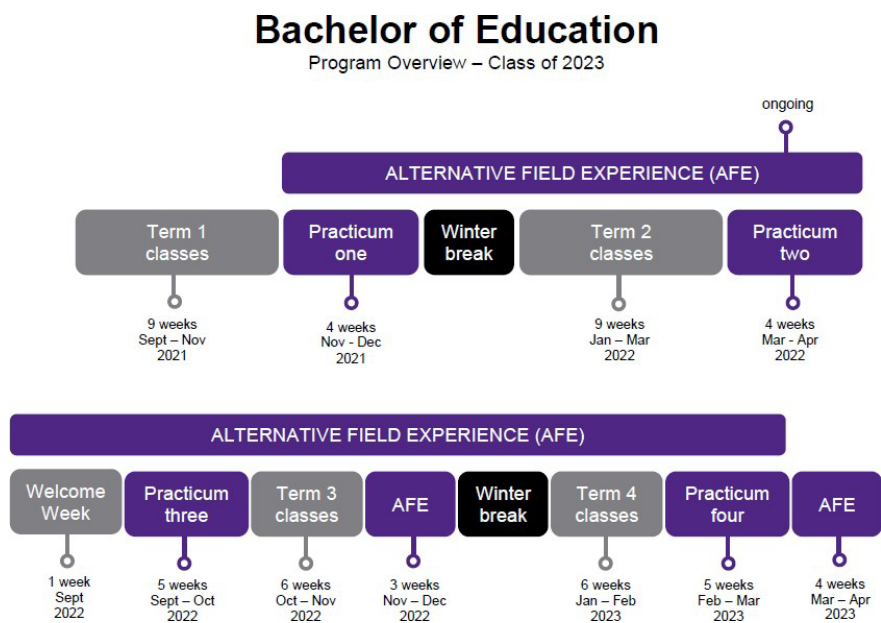 Bachelor of Education
Program Overview – Class of 2023
ongoing
ALTERNATIVE FIELD EXPERIENCE (AFE)
Term 1
classes
Practicum
one
Winter
break
Term 2
classes
Practicum
two
9 weeks
Sept – Nov
2021
4 weeks
Nov - Dec
2021
9 weeks
Jan – Mar
2022
4 weeks
Mar - Apr
2022
ALTERNATIVE FIELD EXPERIENCE (AFE)
Welcome
Week
Practicum
three
Term 3
classes
AFE
Winter
break
Term 4
classes
Practicum
four
AFE
1 week
Sept
2022
5 weeks
Sept – Oct
2022
6 weeks
Oct – Nov
2022
3 weeks
Nov – Dec
2022
6 weeks
Jan – Feb
2023
5 weeks
Feb – Mar
2023
4 weeks
Mar – Apr
2023